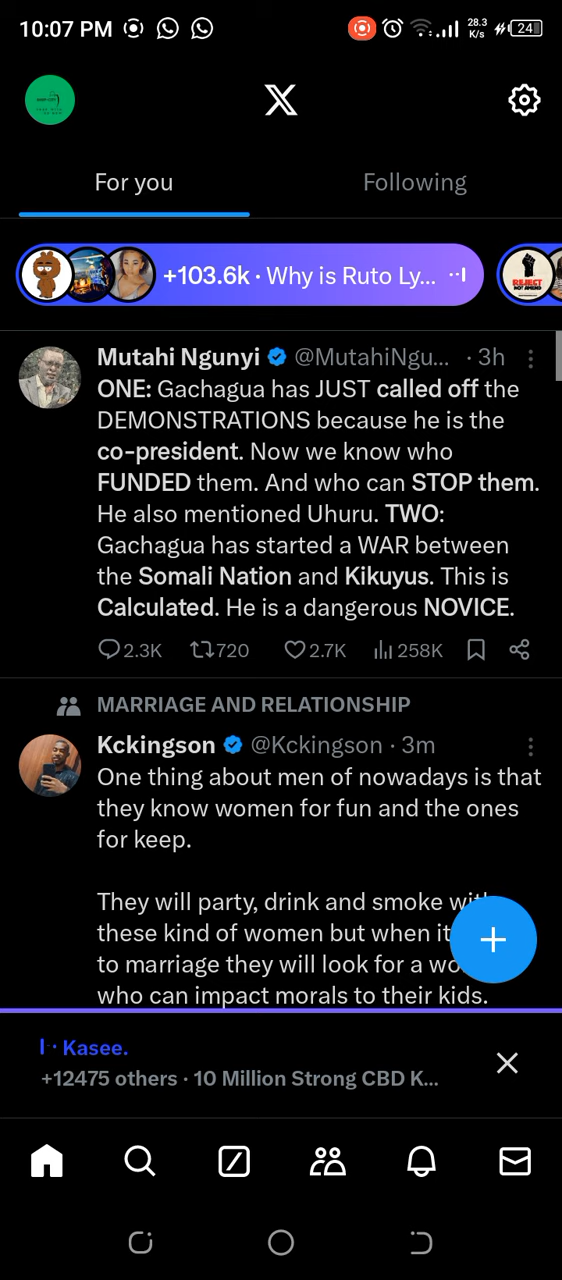 10:07 PM 28.3 K/s 24
For you Following
+103.6k · Why is Ruto Ly... REJECT NOT AMEND
Mutahi Ngunyi @MutahiNgu... · 3h
ONE: Gachagua has JUST called off the
DEMONSTRATIONS because he is the
co-president. Now we know who
FUNDED them. And who can STOP them.
He also mentioned Uhuru. TWO:
Gachagua has started a WAR between
the Somali Nation and Kikuyus. This is
Calculated. He is a dangerous NOVICE.
2.3K 720 2.7K 258K
MARRIAGE AND RELATIONSHIP
Kckingson @Kckingson · 3m
One thing about men of nowadays is that
they know women for fun and the ones
for keep.
They will party, drink and smoke with
these kind of women but when it
to marriage they will look for a
who can impact morals to their kids.
Kasee.
+12475 others · 10 Million Strong CBD K...